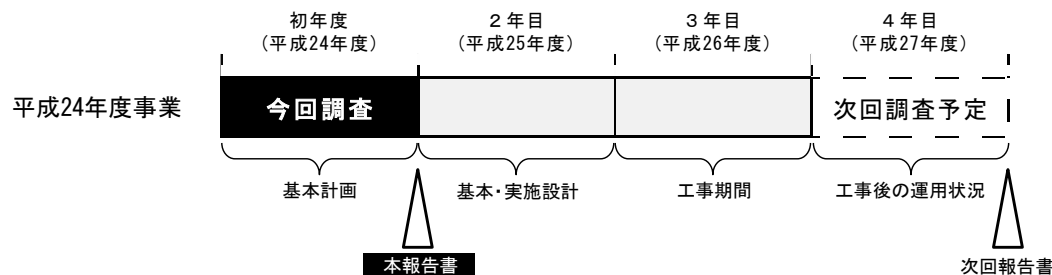 初年度 ２年目 ３年目 ４年目
(平成24年度) (平成25年度) (平成26年度) (平成27年度)
平成24年度事業 今回調査 次回調査予定
基本計画 基本・実施設計 工事期間 工事後の運用状況
本報告書 次回報告書